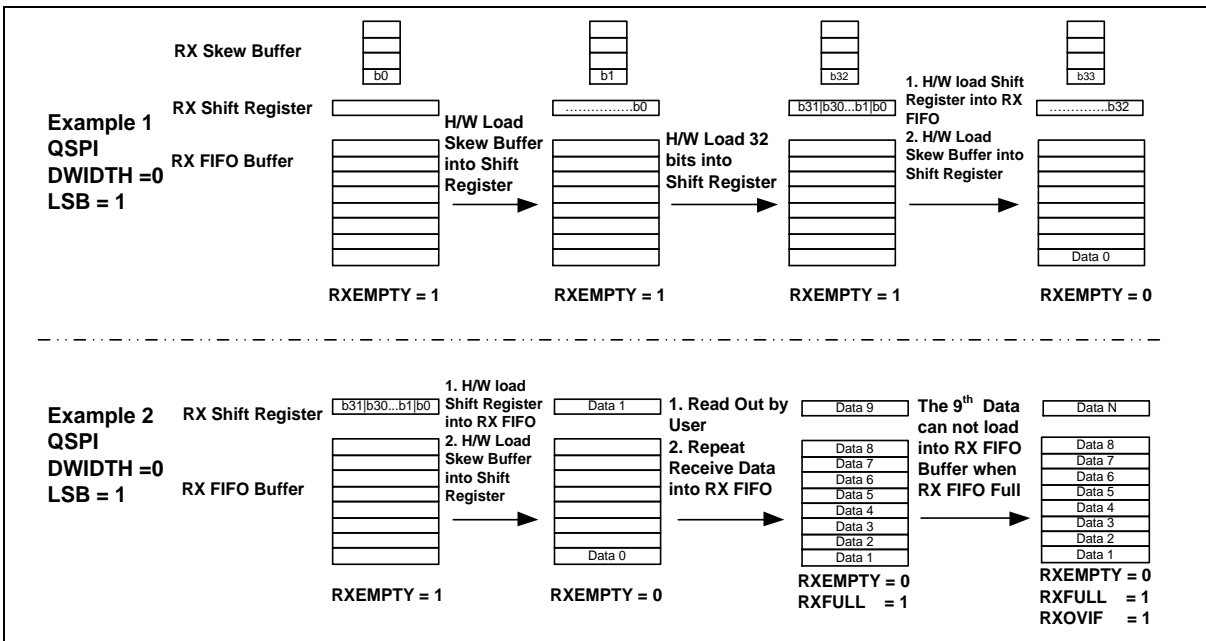 RX Skew Buffer
b0
b1
b32
b33
Example 1
QSPI
DWIDTH =0
LSB = 1
RX Shift Register
RX FIFO Buffer
H/W Load
Skew Buffer
into Shift
Register
................b0
H/W Load 32
bits into
Shift Register
b31|b30...b1|b0
1. H/W load Shift
Register into RX
FIFO
2. H/W Load
Skew Buffer into
Shift Register
..............b32
Data 0
RXEMPTY = 1
RXEMPTY = 1
RXEMPTY = 1
RXEMPTY = 0
Example 2
QSPI
DWIDTH =0
LSB = 1
RX Shift Register
RX FIFO Buffer
b31|b30...b1|b0
RXEMPTY = 1
1. H/W load
Shift Register
into RX FIFO
2. H/W Load
Skew Buffer
into Shift
Register
Data 1
Data 0
RXEMPTY = 0
1. Read Out by
User
2. Repeat
Receive Data
into RX FIFO
Data 9
Data 8
Data 7
Data 6
Data 5
Data 4
Data 3
Data 2
Data 1
RXEMPTY = 0
RXFULL = 1
The 9th Data
can not load
into RX FIFO
Buffer when
RX FIFO Full
Data N
Data 8
Data 7
Data 6
Data 5
Data 4
Data 3
Data 2
Data 1
RXEMPTY = 0
RXFULL = 1
RXOVIF = 1